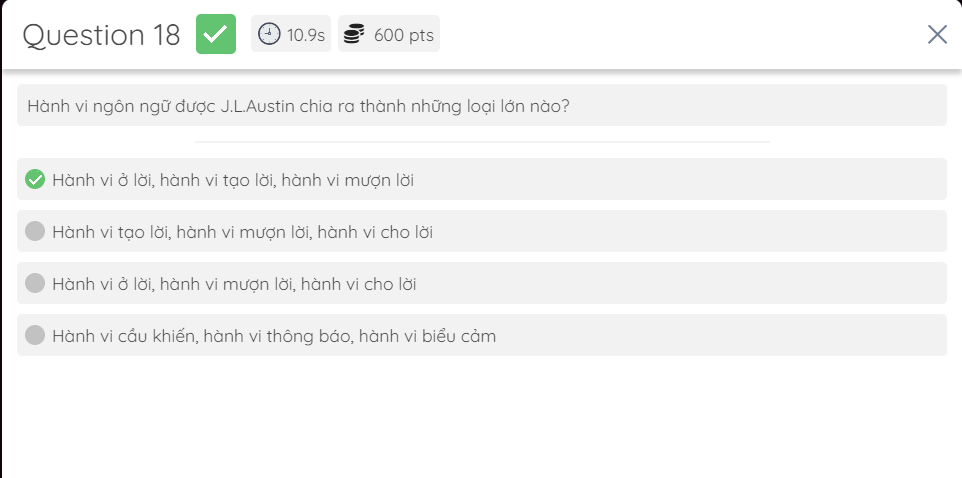 Question 18 10.9s 600 pts
Hành vi ngôn ngữ được J.L.Austin chia ra thành những loại lớn nào?
Hành vi ở lời, hành vi tạo lời, hành vi mượn lời
Hành vi tạo lời, hành vi mượn lời, hành vi cho lời
Hành vi ở lời, hành vi mượn lời, hành vi cho lời
Hành vi cầu khiến, hành vi thông báo, hành vi biểu cảm